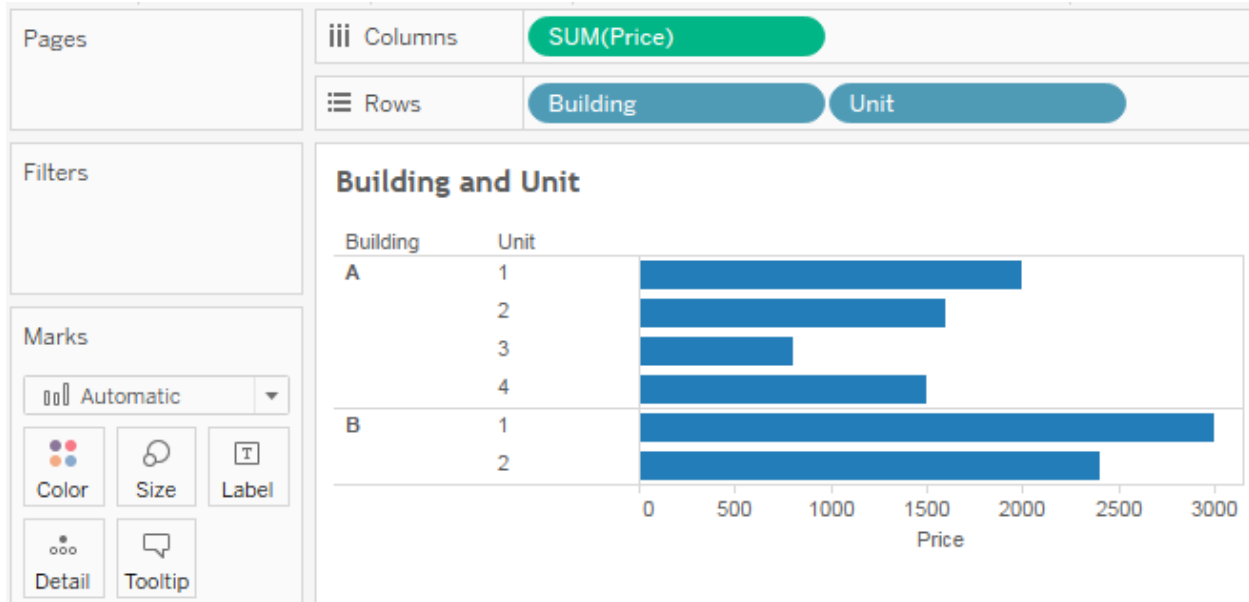 Pages
Columns
SUM(Price)
Rows
Building
Unit
Filters
Building and Unit
Building Unit
A 1
2
3
4
B 1
2
0 500 1000 1500 2000 2500 3000
Price
Marks
Automatic
Color Size Label
T
Detail Tooltip